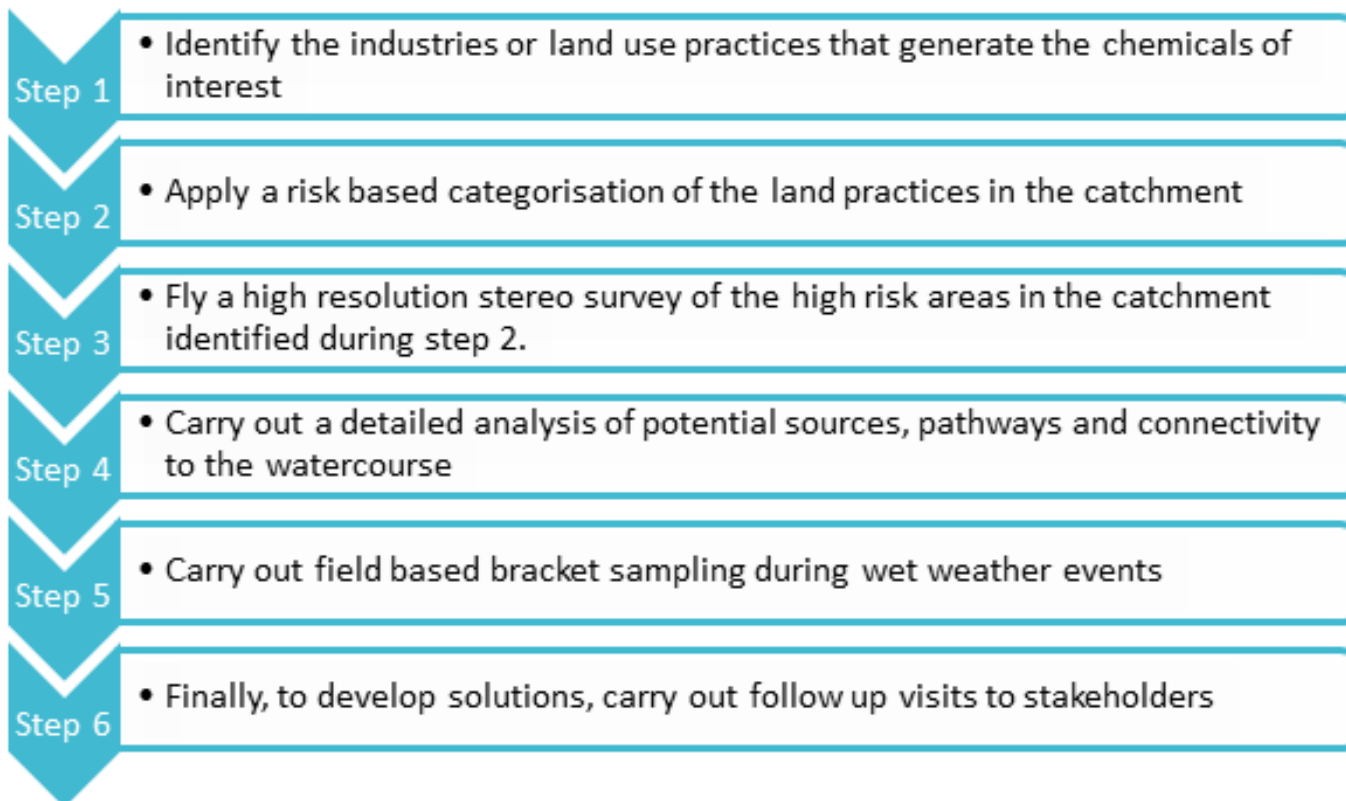 Step 1
• Identify the industries or land use practices that generate the chemicals of
interest
Step 2
• Apply a risk based categorisation of the land practices in the catchment
Step 3
• Fly a high resolution stereo survey of the high risk areas in the catchment
identified during step 2.
Step 4
• Carry out a detailed analysis of potential sources, pathways and connectivity
to the watercourse
Step 5
• Carry out field based bracket sampling during wet weather events
Step 6
• Finally, to develop solutions, carry out follow up visits to stakeholders